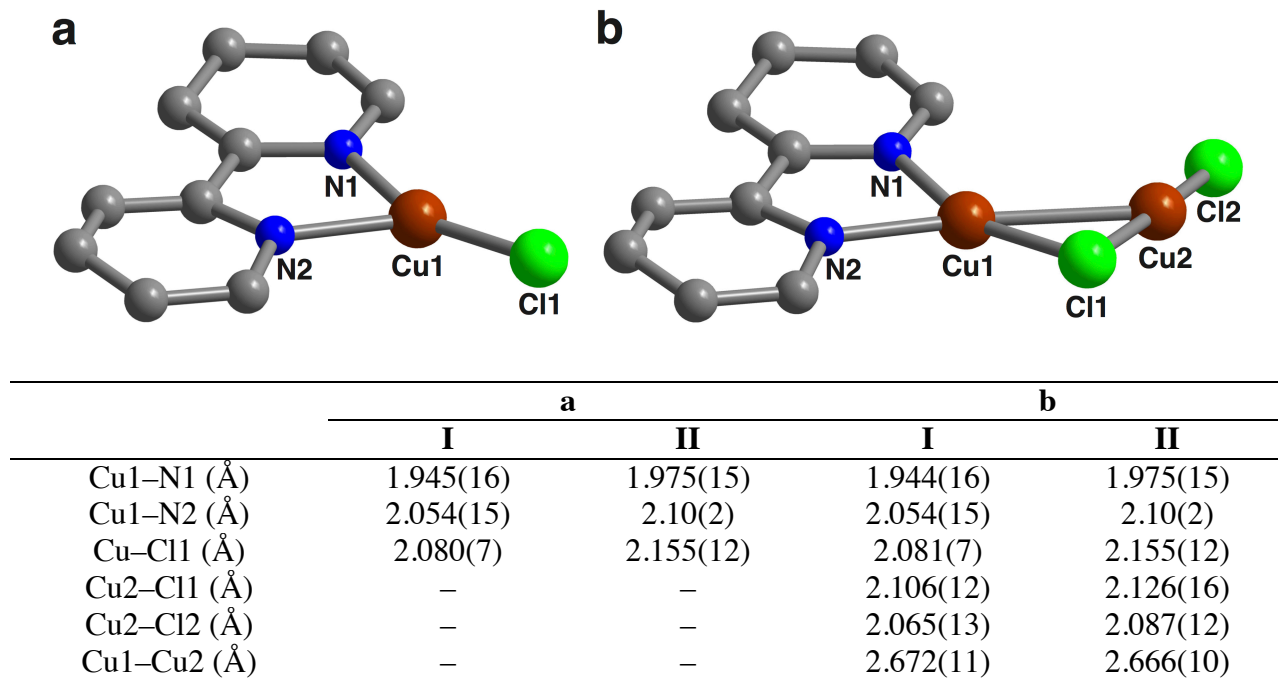 a b
N1 N1
Cl2
N2 Cu1 N2 Cu1 Cu2
Cl1 Cl1
a b
I II I II
Cu1–N1 (Å) 1.945(16) 1.975(15) 1.944(16) 1.975(15)
Cu1–N2 (Å) 2.054(15) 2.10(2) 2.054(15) 2.10(2)
Cu–Cl1 (Å) 2.080(7) 2.155(12) 2.081(7) 2.155(12)
Cu2–Cl1 (Å) – – 2.106(12) 2.126(16)
Cu2–Cl2 (Å) – – 2.065(13) 2.087(12)
Cu1–Cu2 (Å) – – 2.672(11) 2.666(10)